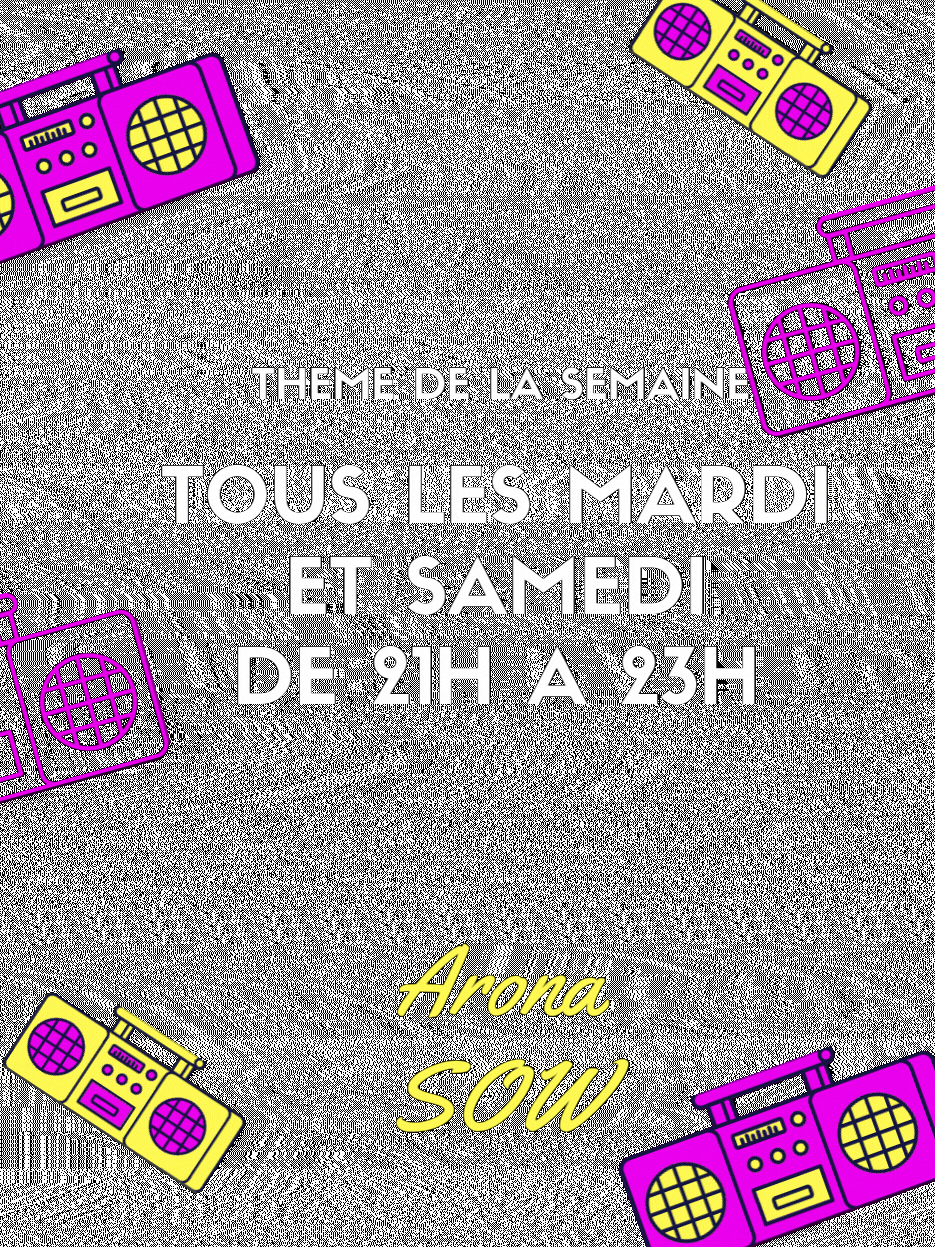 THEME DE LA SEMAINE
TOUS LES MARDI
ET SAMEDI
DE 21H A 23H
Arona
SOW